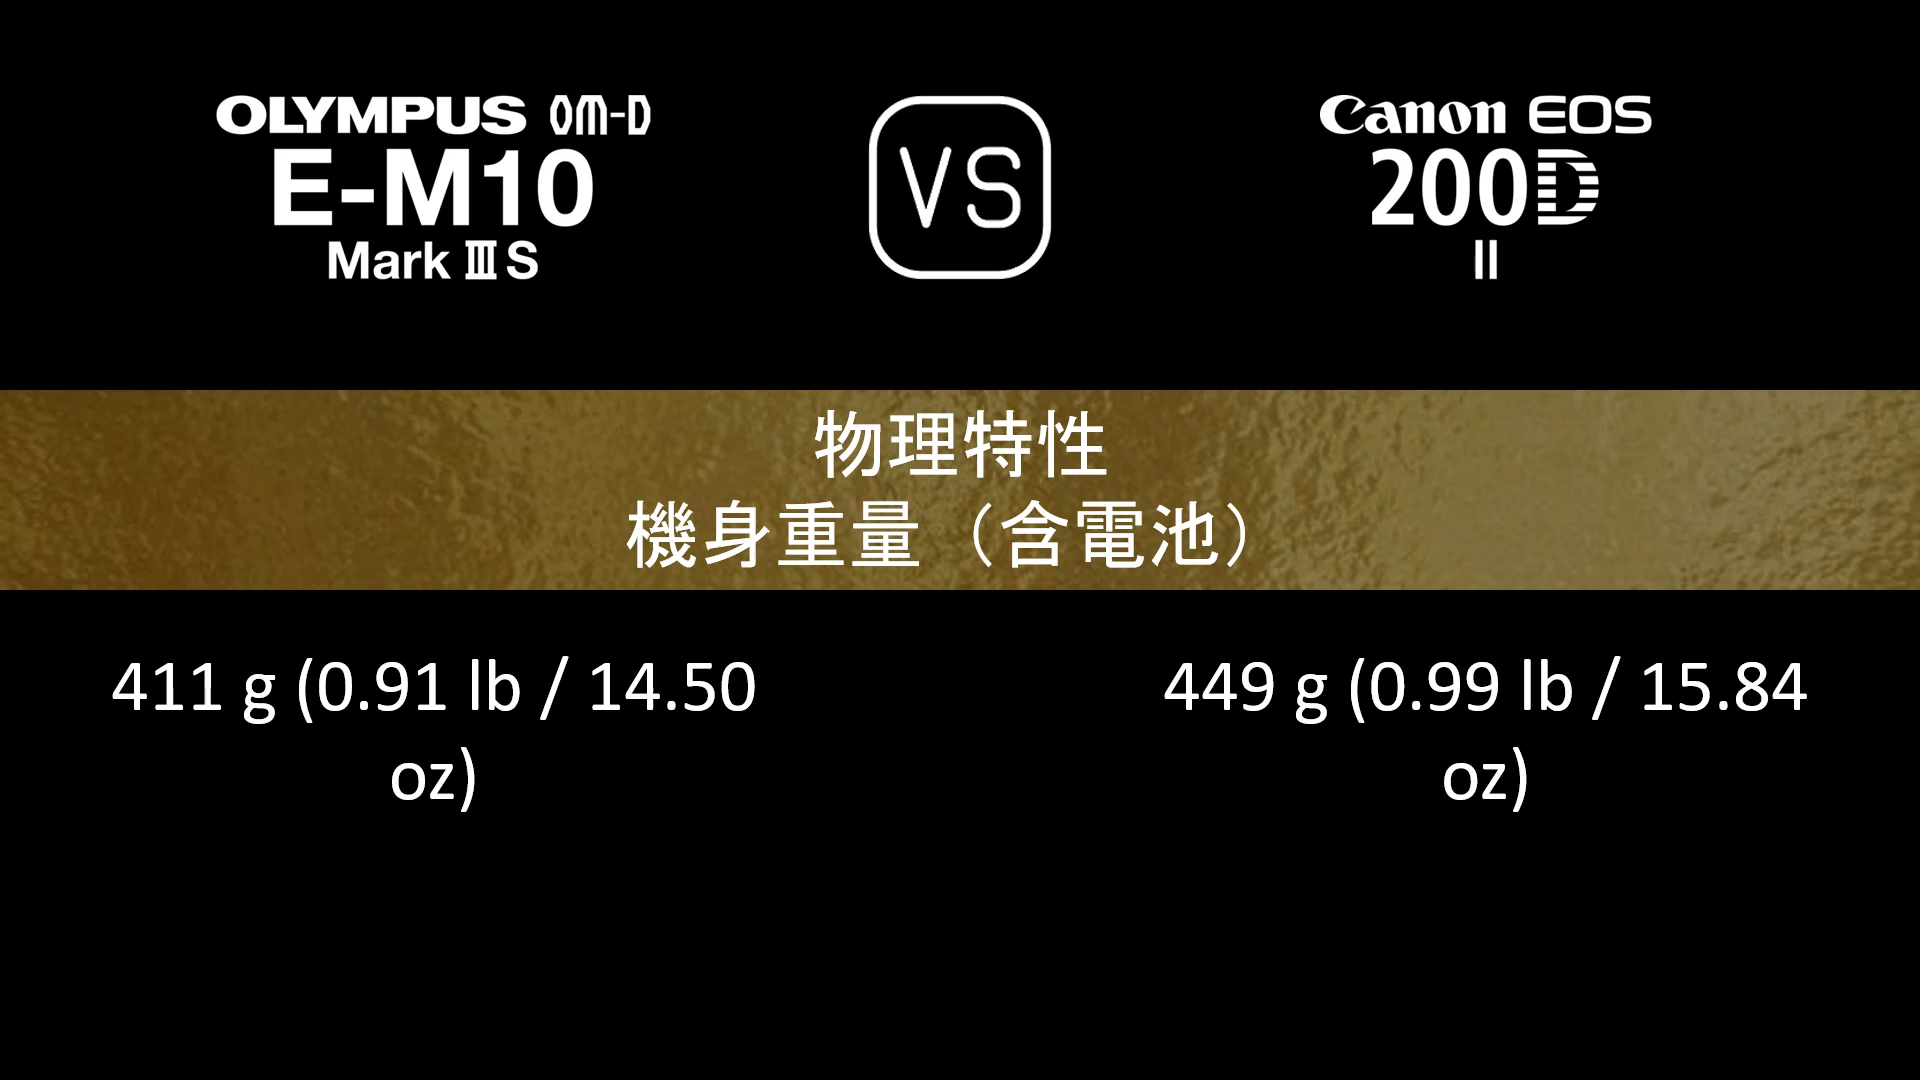 OLYMPUS OM-D
E-M10
Mark III S
VS
Canon EOS
200D
II
物理特性
機身重量（含電池）
411 g (0.91 lb / 14.50
oz)
449 g (0.99 lb / 15.84
oz)